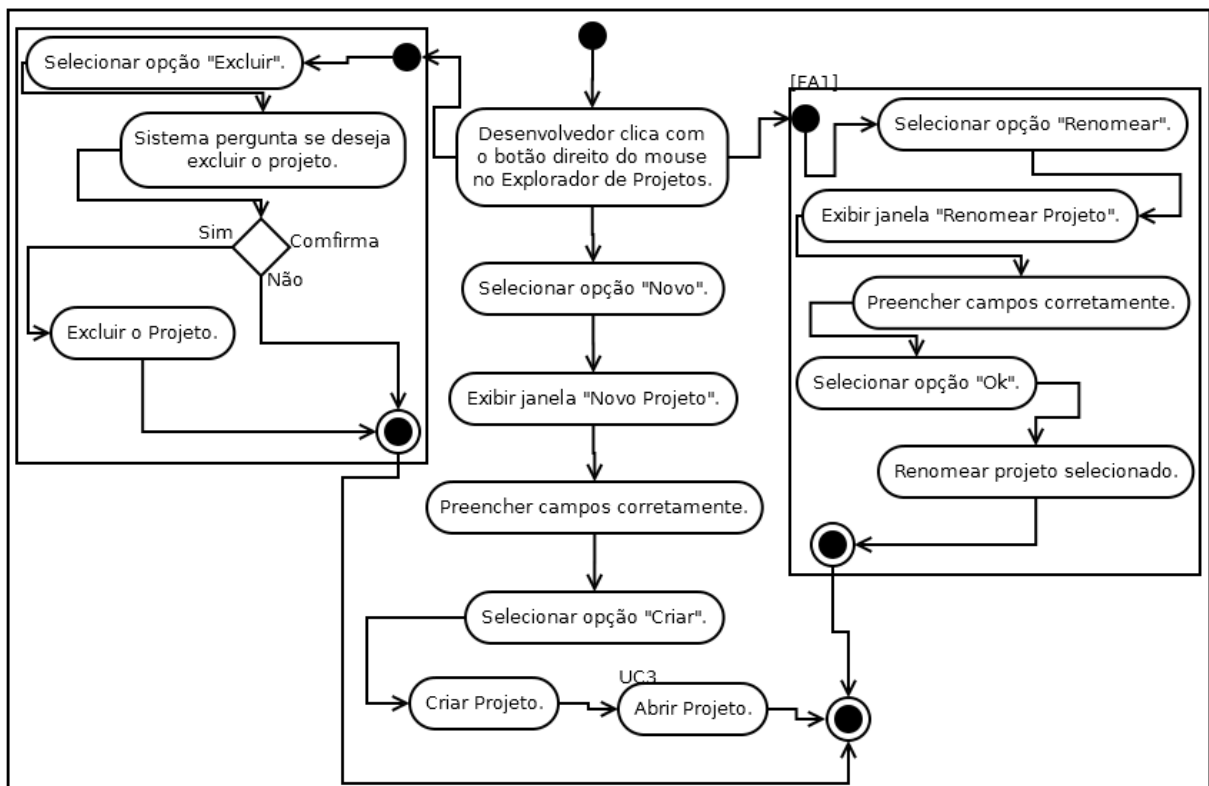 Selecionar opção "Excluir".
Sistema pergunta se deseja
excluir o projeto.
Sim
Comfirma
Não
Excluir o Projeto.
Desenvolvedor clica com
o botão direito do mouse
no Explorador de Projetos.
Selecionar opção "Novo".
Exibir janela "Novo Projeto".
Preencher campos corretamente.
Selecionar opção "Criar".
Criar Projeto.
UC3
Abrir Projeto.
[FA1]
Selecionar opção "Renomear".
Exibir janela "Renomear Projeto".
Preencher campos corretamente.
Selecionar opção "Ok".
Renomear projeto selecionado.